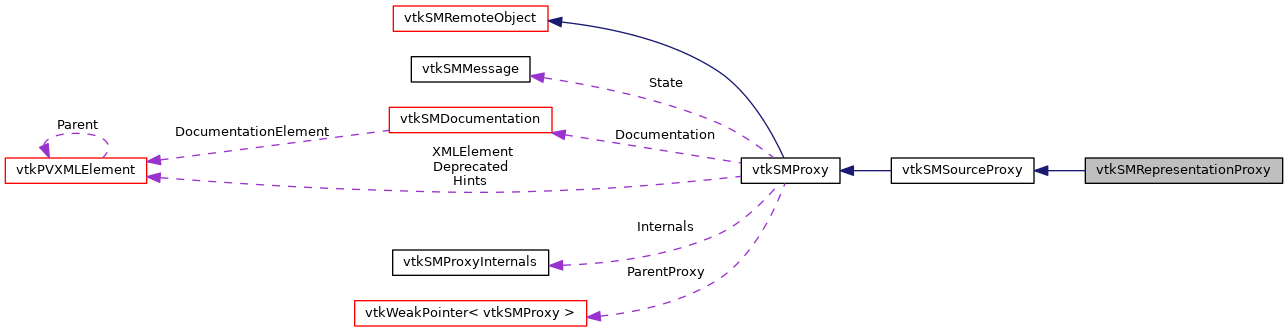 vtkSMRemoteObject
vtkSMMessage
State
vtkSMDocumentation
Documentation
Parent
DocumentationElement
vtkPVXMLElement
XMLElement
Deprecated
Hints
vtkSMProxy
vtkSMSourceProxy
vtkSMRepresentationProxy
Internals
vtkSMProxyInternals
ParentProxy
vtkWeakPointer< vtkSMProxy >